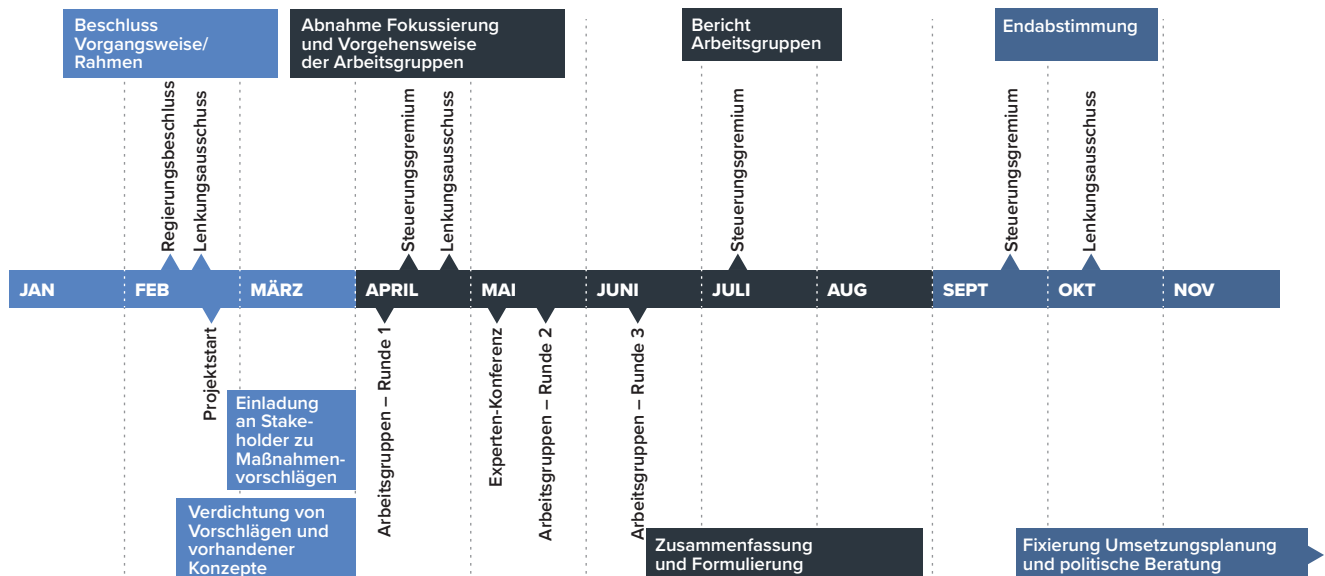 Beschluss
Vorgangsweise/
Rahmen
Abnahme Fokussierung
und Vorgehensweise
der Arbeitsgruppen
Bericht
Arbeitsgruppen
Endabstimmung
Regierungsbeschluss
Lenkungsausschuss
Steuerungsgremium
Lenkungsausschuss
Steuerungsgremium
Steuerungsgremium
Lenkungsausschuss
JAN
FEB
MÄRZ
APRIL
MAI
JUNI
JULI
AUG
SEPT
OKT
NOV
Projektstart
Arbeitsgruppen – Runde 1
Experten-Konferenz
Arbeitsgruppen – Runde 2
Arbeitsgruppen – Runde 3
Einladung
an Stake-
holder zu
Maßnahmen-
vorschlägen
Verdichtung von
Vorschlägen und
vorhandener
Konzepte
Zusammenfassung
und Formulierung
Fixierung Umsetzungsplanung
und politische Beratung